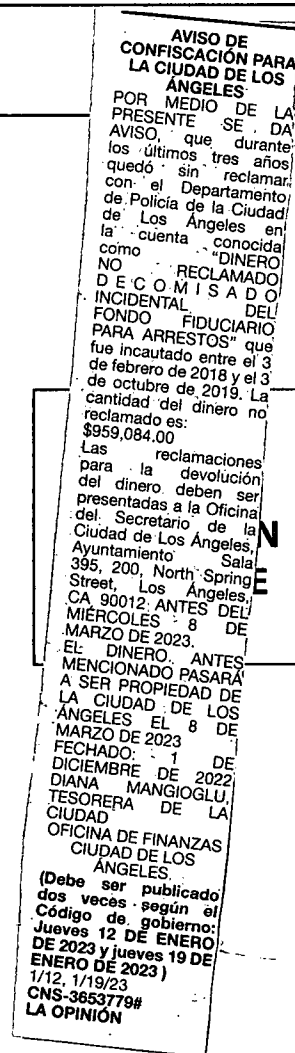 AVISO DE
CONFISCACIÓN PARA
LA CIUDAD DE LOS
ÁNGELES
POR MEDIO DE LA
PRESENTE SE DA
AVISO, que durante
los últimos tres años
quedó sin reclamar
con el Departamento
de Policía de la Ciudad
de Los Ángeles en
la cuenta conocida
como "DINERO
NO RECLAMADO
DECOMISADO
INCIDENTAL DEL
FONDO FIDUCIARIO
PARA ARRESTOS" que
fue incautado entre el 3
de febrero de 2018 y el 3
de octubre de 2019. La
cantidad del dinero no
reclamado es:
$959,084.00
Las reclamaciones
para la devolución
del dinero deben ser
presentadas a la Oficina
del Secretario de la
Ciudad de Los Ángeles,
Ayuntamiento Sala
395, 200, North Spring
Street, Los Ángeles,
CA 90012 ANTES DEL
MIÉRCOLES 8 DE
MARZO DE 2023.
EL DINERO ANTES
MENCIONADO PASARÁ
A SER PROPIEDAD DE
LA CIUDAD DE LOS
ÁNGELES EL 8 DE
MARZO DE 2023
FECHADO: 1 DE
DICIEMBRE DE 2022
DIANA MANGIOGLU,
TESORERA DE LA
CIUDAD
OFICINA DE FINANZAS
CIUDAD DE LOS
ÁNGELES.
(Debe ser publicado
dos veces según el
Código de gobierno:
Jueves 12 DE ENERO
DE 2023 y jueves 19 DE
ENERO DE 2023 )
1/12, 1/19/23
CNS-3653779#
LA OPINIÓN
N
E